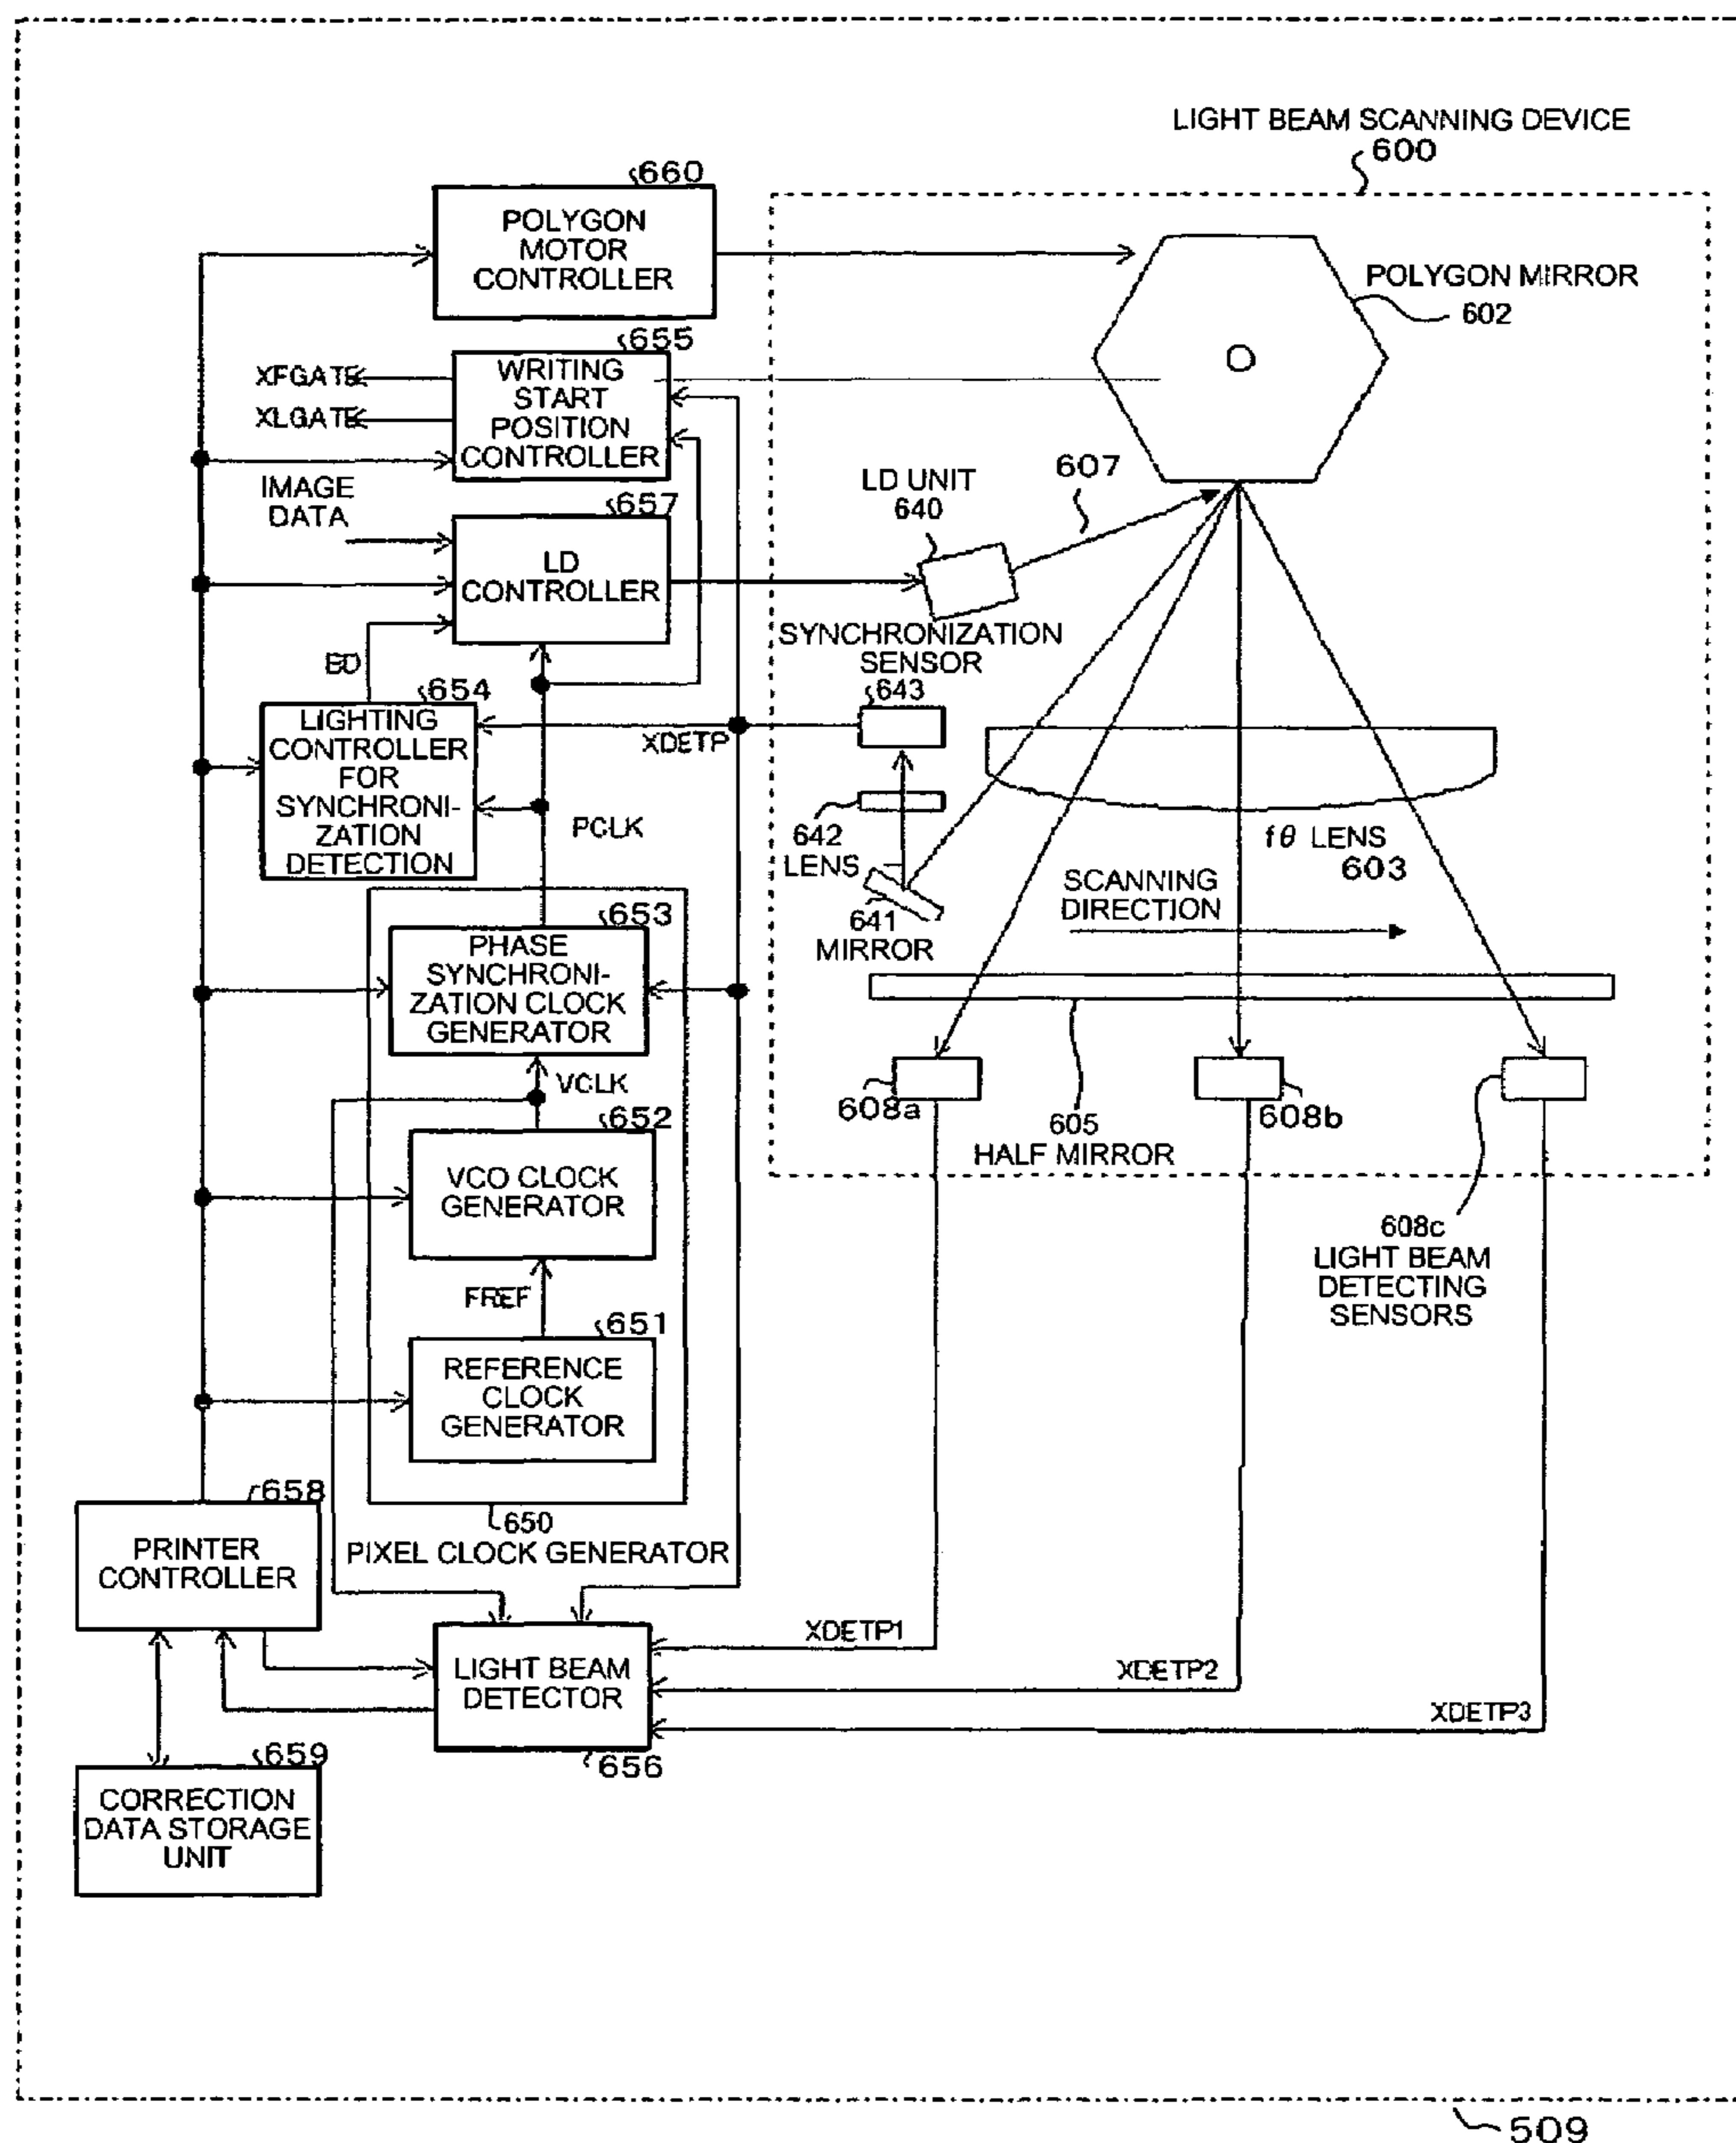 LIGHT BEAM SCANNING DEVICE
600
660
POLYGON
MOTOR
CONTROLLER
POLYGON MIRROR
602
655
WRITING
START
POSITION
CONTROLLER
XFGATE
XLGATE
IMAGE
DATA
657
LD
CONTROLLER
LD UNIT
640
607
SYNCHRONIZATION
SENSOR
643
BD
654
LIGHTING
CONTROLLER
FOR
SYNCHRONI-
ZATION
DETECTION
XDETP
PCLK
642
LENS
641
MIRROR
fθ LENS
603
SCANNING
DIRECTION
653
PHASE
SYNCHRONI-
ZATION CLOCK
GENERATOR
VCLK
608a
605
HALF MIRROR
608b
608c
LIGHT BEAM
DETECTING
SENSORS
652
VCO CLOCK
GENERATOR
FREF
651
REFERENCE
CLOCK
GENERATOR
650
PIXEL CLOCK GENERATOR
658
PRINTER
CONTROLLER
XDETP1
XDETP2
XDETP3
LIGHT BEAM
DETECTOR
656
659
CORRECTION
DATA STORAGE
UNIT
509